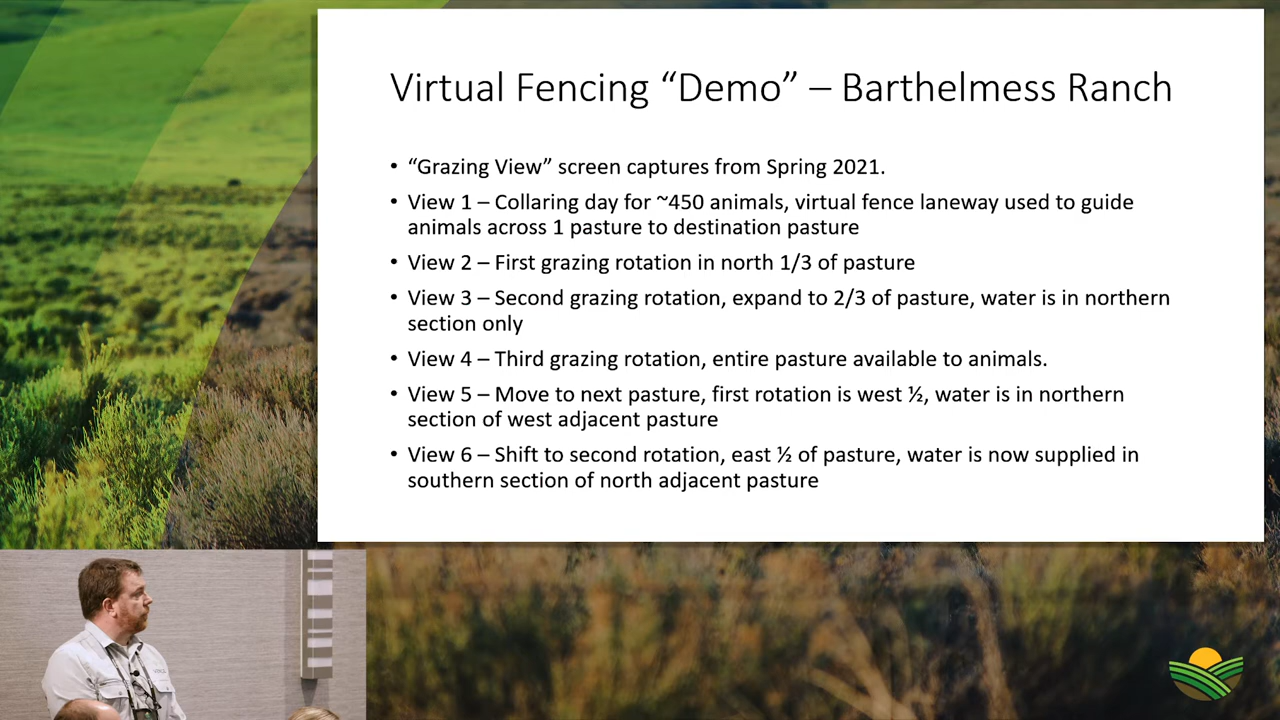 Virtual Fencing “Demo” – Barthelmess Ranch
• “Grazing View” screen captures from Spring 2021.
• View 1 – Collaring day for ~450 animals, virtual fence laneway used to guide
animals across 1 pasture to destination pasture
• View 2 – First grazing rotation in north 1/3 of pasture
• View 3 – Second grazing rotation, expand to 2/3 of pasture, water is in northern
section only
• View 4 – Third grazing rotation, entire pasture available to animals.
• View 5 – Move to next pasture, first rotation is west ½, water is in northern
section of west adjacent pasture
• View 6 – Shift to second rotation, east ½ of pasture, water is now supplied in
southern section of north adjacent pasture